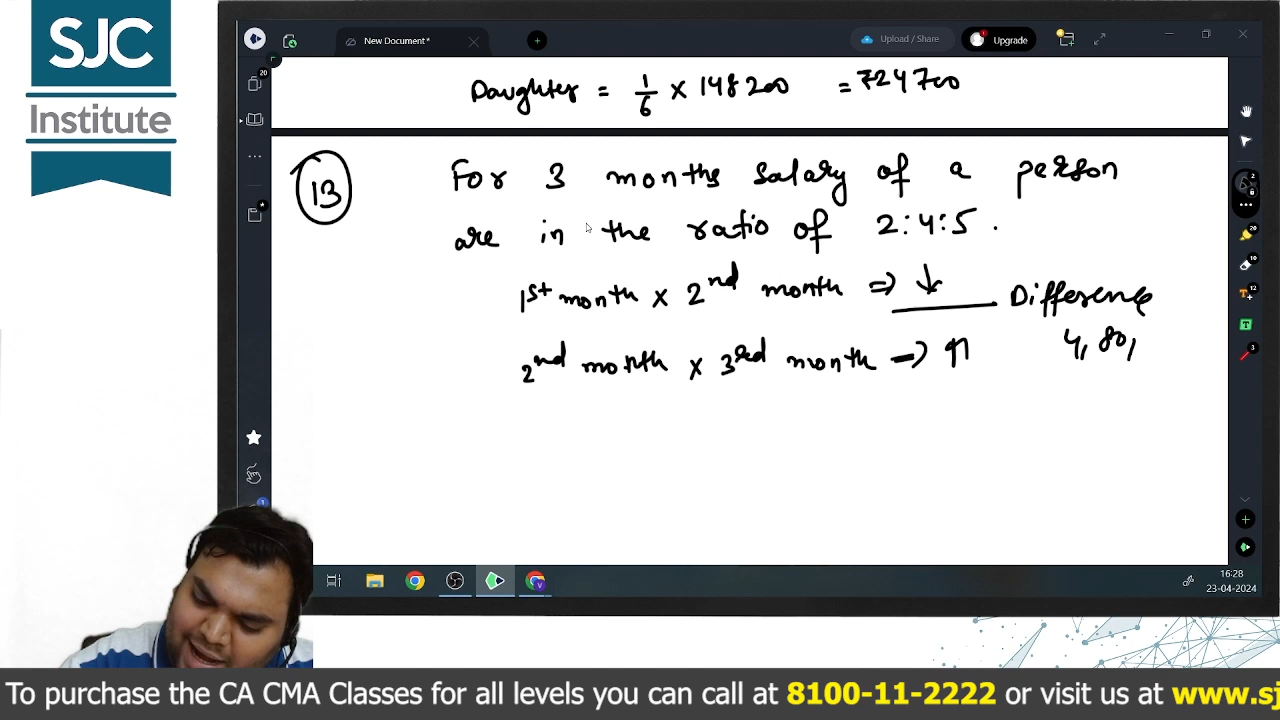 SJC
Institute
New Document*
Upload / Share
Upgrade
Daughter = 1/6 × 148200 = ₹24700
13
For 3 months salary of a person
are in the ratio of 2:4:5.
1st month × 2nd month ⇒ ↓
Difference
4,80,
2nd month × 3rd month → ↑
16:28
23-04-2024
To purchase the CA CMA Classes for all levels you can call at 8100-11-2222 or visit us at www.sj